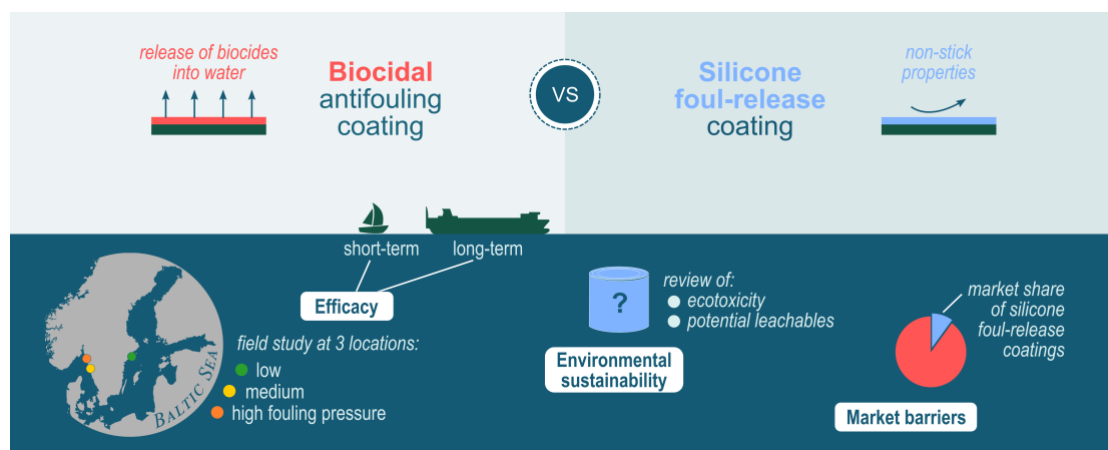 release of biocides
into water
Biocidal
antifouling
coating
VS
Silicone
foul-release
coating
non-stick
properties
short-term
long-term
Efficacy
field study at 3 locations:
low
medium
high fouling pressure
BALTIC SEA
?
review of:
ecotoxicity
potential leachables
Environmental
sustainability
market share
of silicone
foul-release
coatings
Market barriers